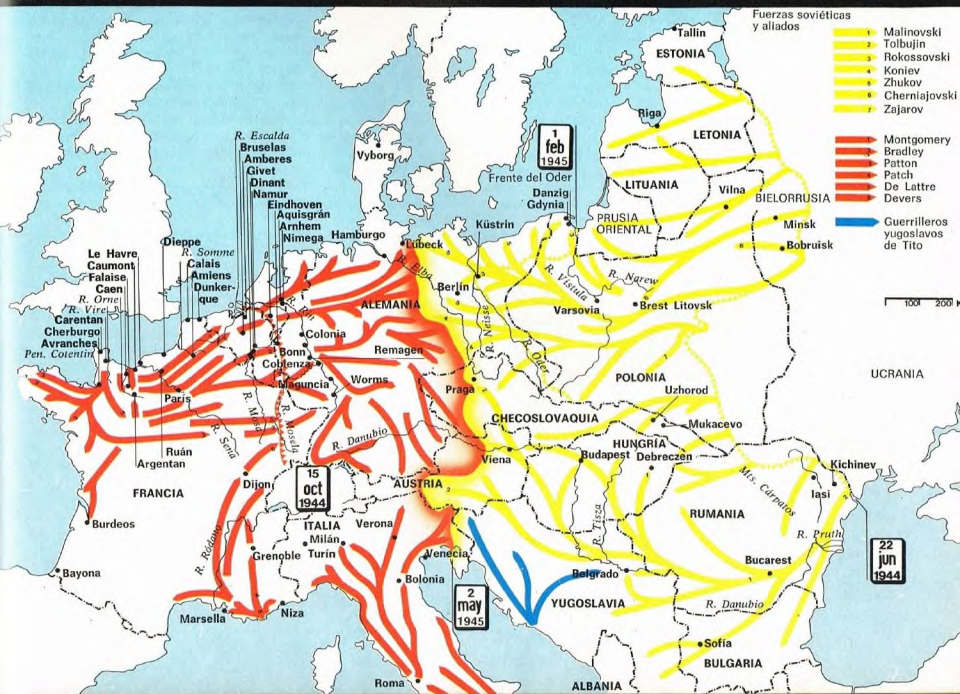 Fuerzas soviéticas
y aliados
1 Malinovski
2 Tolbujin
3 Rokossovski
4 Koniev
5 Zhukov
6 Cherniajovski
7 Zajarov
Montgomery
Bradley
Patton
Patch
De Lattre
Devers
Guerrilleros
yugoslavos
de Tito
100
200 K
Tallin
ESTONIA
Riga
LETONIA
LITUANIA
Vilna
BIELORRUSIA
Minsk
Bobruisk
1
feb
1945
Frente del Oder
Danzig
Gdynia
PRUSIA
ORIENTAL
Vyborg
R. Escalda
Bruselas
Amberes
Givet
Dinant
Namur
Eindhoven
Aquisgrán
Arnhem
Nimega
Hamburgo
Lúbeck
Küstrin
R. Elba
Berlín
R. Vistula
R. Narew
Varsovia
Brest Litovsk
Dieppe
R. Somme
Calais
Amiens
Dunker-
que
Le Havre
Caumont
Falaise
Caen
R. Orne
R. Vire
Carentan
Cherburgo
Avranches
Pen. Cotentin
R. Rin
ALEMANIA
Colonia
Remagen
Bonn
Coblenza
Maguncia
Worms
R. Neisse
R. Oder
Praga
POLONIA
Uzhorod
UCRANIA
CHECOSLOVAQUIA
Mukacevo
París
R. Sena
R. Mosa
R. Mosela
R. Danubio
Viena
HUNGRÍA
Budapest
Debreczen
Ruán
Argentan
15
oct
1944
AUSTRIA
FRANCIA
Dijon
Kichinev
Iasi
Mts. Cárpatos
R. Tisza
RUMANIA
R. Pruth
22
jun
1944
Burdeos
Bayona
R. Ródano
Grenoble
ITALIA
Milán
Turín
Verona
Venecia
Bolonia
2
may
1945
Belgrado
YUGOSLAVIA
Bucarest
R. Danubio
Marsella
Niza
Sofía
BULGARIA
Roma
ALBANIA